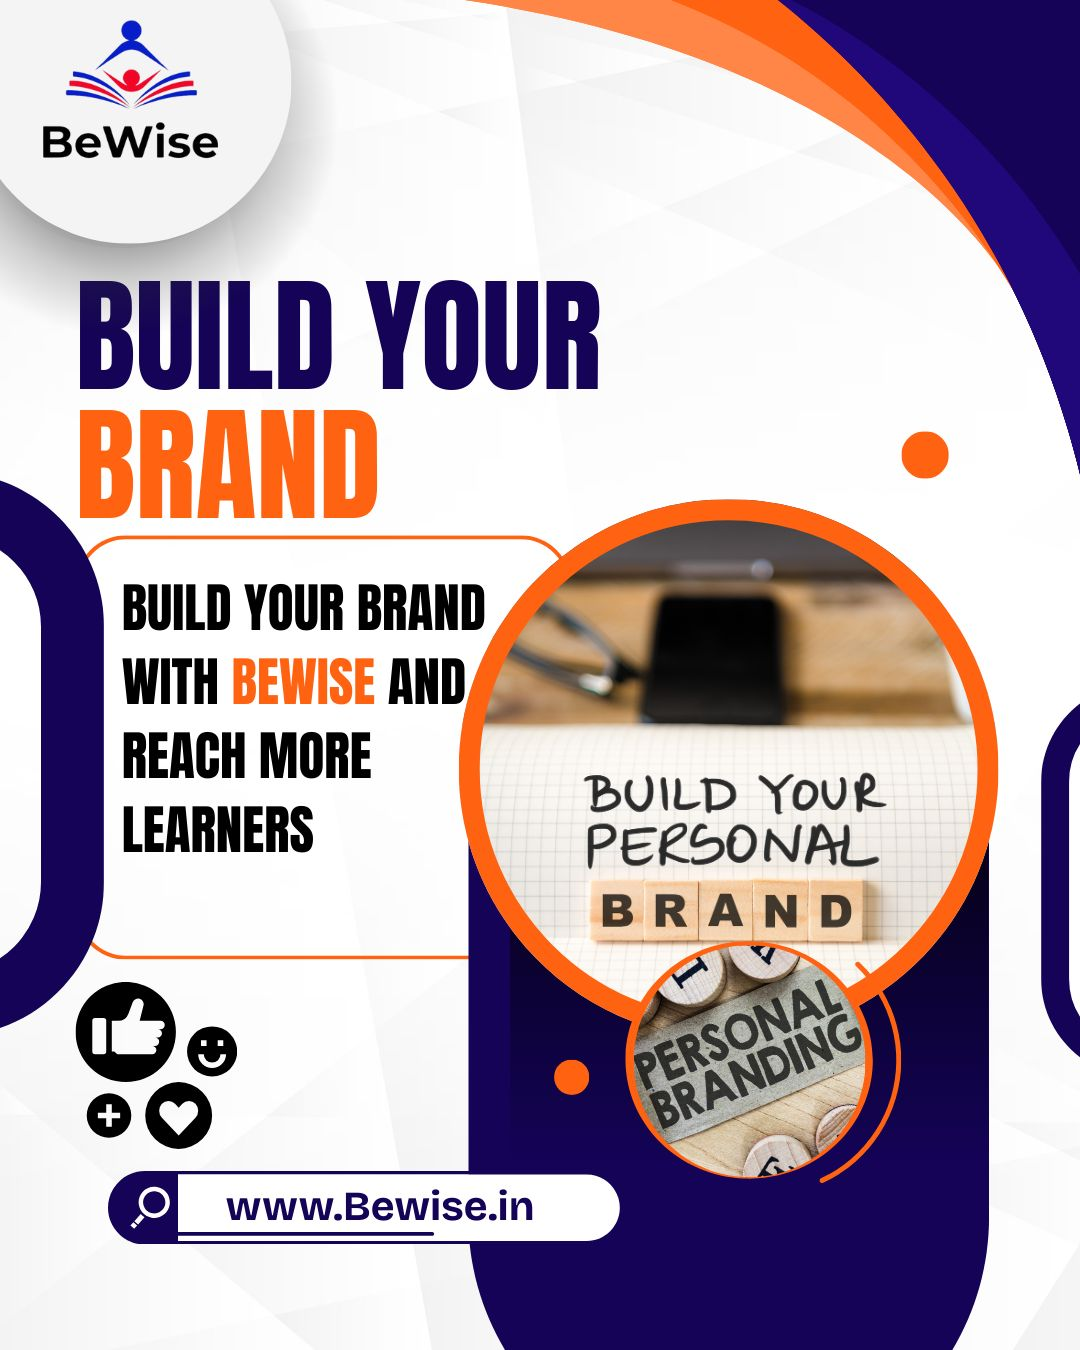 BeWise
BUILD YOUR
BRAND
BUILD YOUR BRAND
WITH BEWISE AND
REACH MORE
LEARNERS
BUILD YOUR
PERSONAL
BRAND
PERSONAL
BRANDING
www.Bewise.in